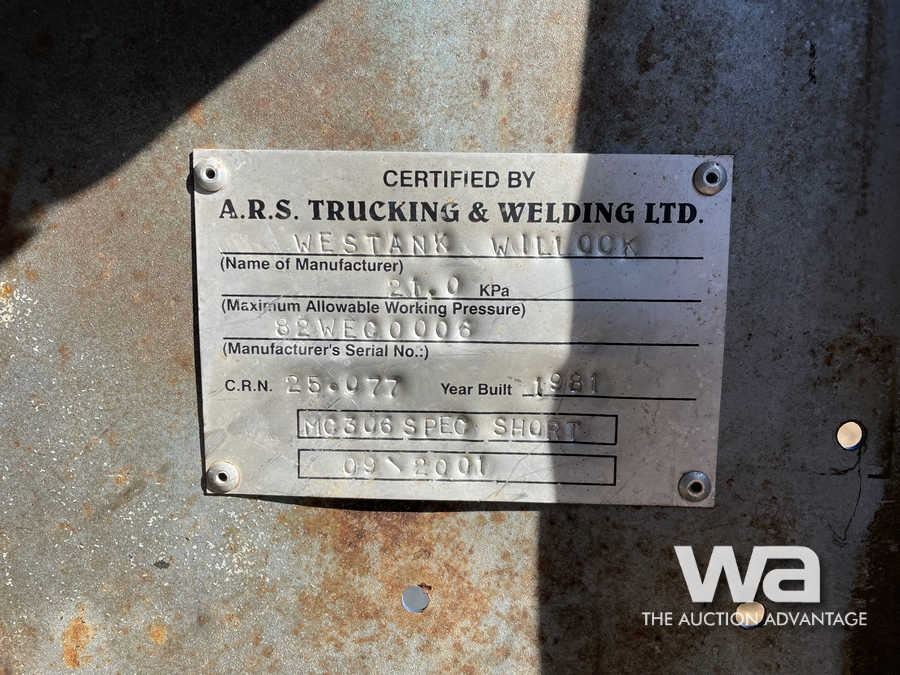 CERTIFIED BY
A.R.S. TRUCKING & WELDING LTD.
WESTANK WILLOCK
(Name of Manufacturer)
21.0 KPa
(Maximum Allowable Working Pressure)
82WEC0006
(Manufacturer's Serial No.:)
C.R.N. 25.077 Year Built 1981
MC306 SPEC SHORT
09\2001
wa
THE AUCTION ADVANTAGE